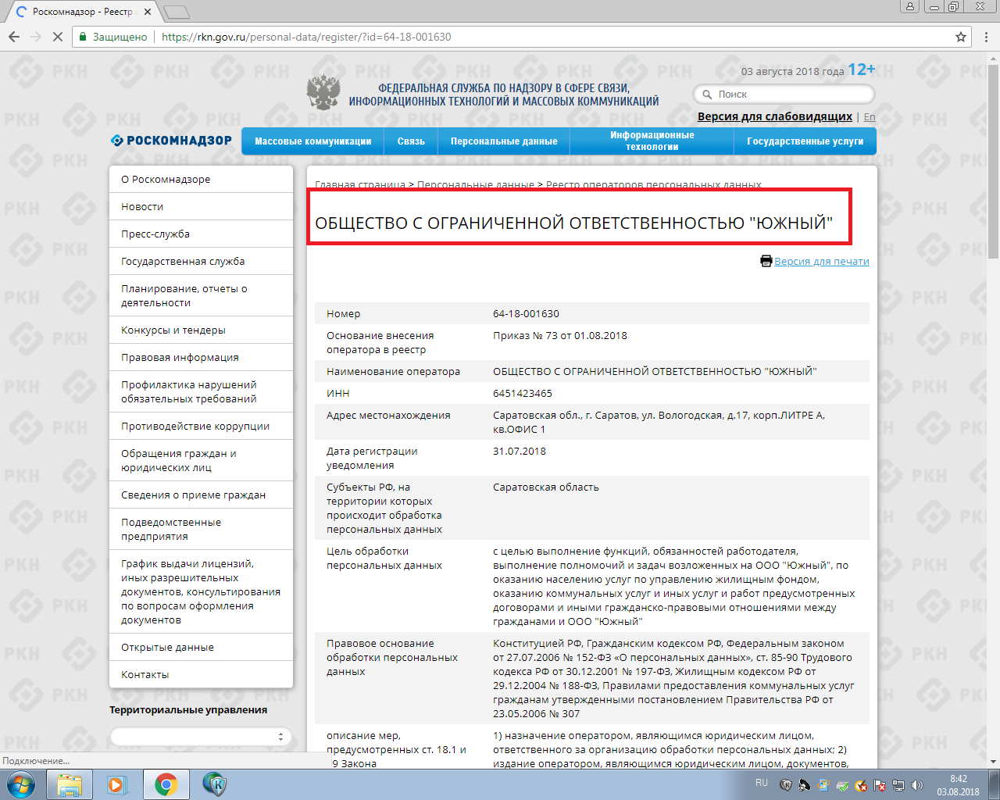 Роскомнадзор - Реестр
Защищено
https://rkn.gov.ru/personal-data/register/?id=64-18-001630
03 августа 2018 года 12+
ФЕДЕРАЛЬНАЯ СЛУЖБА ПО НАДЗОРУ В СФЕРЕ СВЯЗИ,
ИНФОРМАЦИОННЫХ ТЕХНОЛОГИЙ И МАССОВЫХ КОММУНИКАЦИЙ
Поиск
Версия для слабовидящих | En
РОСКОМНАДЗОР
Массовые коммуникации
Связь
Персональные данные
Информационные
технологии
Государственные услуги
О Роскомнадзоре
Новости
Пресс-служба
Государственная служба
Планирование, отчеты о
деятельности
Конкурсы и тендеры
Правовая информация
Профилактика нарушений
обязательных требований
Противодействие коррупции
Обращения граждан и
юридических лиц
Сведения о приеме граждан
Подведомственные
предприятия
График выдачи лицензий,
иных разрешительных
документов, консультирования
по вопросам оформления
документов
Открытые данные
Контакты
Территориальные управления
Главная страница > Персональные данные > Реестр операторов персональных данных
ОБЩЕСТВО С ОГРАНИЧЕННОЙ ОТВЕТСТВЕННОСТЬЮ "ЮЖНЫЙ"
Версия для печати
Номер
64-18-001630
Основание внесения
оператора в реестр
Приказ № 73 от 01.08.2018
Наименование оператора
ОБЩЕСТВО С ОГРАНИЧЕННОЙ ОТВЕТСТВЕННОСТЬЮ "ЮЖНЫЙ"
ИНН
6451423465
Адрес местонахождения
Саратовская обл., г. Саратов, ул. Вологодская, д.17, корп.ЛИТРЕ А,
кв.ОФИС 1
Дата регистрации
уведомления
31.07.2018
Субъекты РФ, на
территории которых
происходит обработка
персональных данных
Саратовская область
Цель обработки
персональных данных
с целью выполнение функций, обязанностей работодателя,
выполнение полномочий и задач возложенных на ООО "Южный", по
оказанию населению услуг по управлению жилищным фондом,
оказанию коммунальных услуг и иных услуг и работ предусмотренных
договорами и иными гражданско-правовыми отношениями между
гражданами и ООО "Южный"
Правовое основание
обработки персональных
данных
Конституцией РФ, Гражданским кодексом РФ, Федеральным законом
от 27.07.2006 № 152-ФЗ «О персональных данных», ст. 85-90 Трудового
кодекса РФ от 30.12.2001 № 197-ФЗ, Жилищным кодексом РФ от
29.12.2004 № 188-ФЗ, Правилами предоставления коммунальных услуг
гражданам утвержденными постановлением Правительства РФ от
23.05.2006 № 307
описание мер,
предусмотренных ст. 18.1 и
9 Закона
1) назначение оператором, являющимся юридическим лицом,
ответственного за организацию обработки персональных данных; 2)
издание оператором, являющимся юридическим лицом, документов,
Подключение...
RU
8:42
03.08.2018